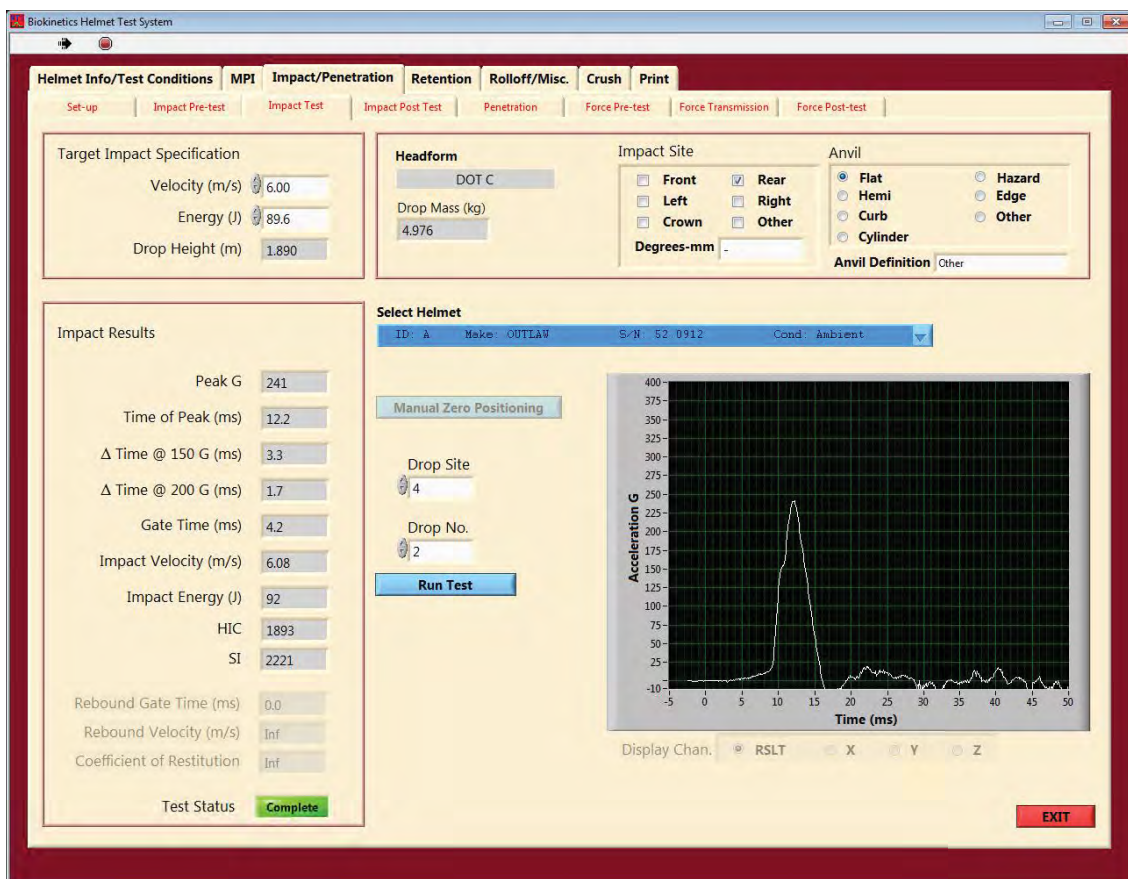 Biokinetics Helmet Test System
Helmet Info/Test Conditions MPI Impact/Penetration Retention Rolloff/Misc. Crush Print
Set-up Impact Pre-test Impact Test Impact Post Test Penetration Force Pre-test Force Transmission Force Post-test
Target Impact Specification
Velocity (m/s) 6.00
Energy (J) 89.6
Drop Height (m) 1.890
Headform
DOT C
Drop Mass (kg)
4.976
Impact Site
Front Rear
Left Right
Crown Other
Degrees-mm -
Anvil
Flat Hazard
Hemi Edge
Curb Other
Cylinder
Anvil Definition Other
Select Helmet
ID: A Make: OUTLAW S/N 52 0912 Cond: Ambient
Impact Results
Peak G 241
Time of Peak (ms) 12.2
Δ Time @ 150 G (ms) 3.3
Δ Time @ 200 G (ms) 1.7
Gate Time (ms) 4.2
Impact Velocity (m/s) 6.08
Impact Energy (J) 92
HIC 1893
SI 2221
Rebound Gate Time (ms) 0.0
Rebound Velocity (m/s) Inf
Coefficient of Restitution Inf
Test Status Complete
Manual Zero Positioning
Drop Site
4
Drop No.
2
Run Test
Acceleration G
400
375
350
325
300
275
250
225
200
175
150
125
100
75
50
25
-10
-5 0 5 10 15 20 25 30 35 40 45 50
Time (ms)
Display Chan. RSLT X Y Z
EXIT